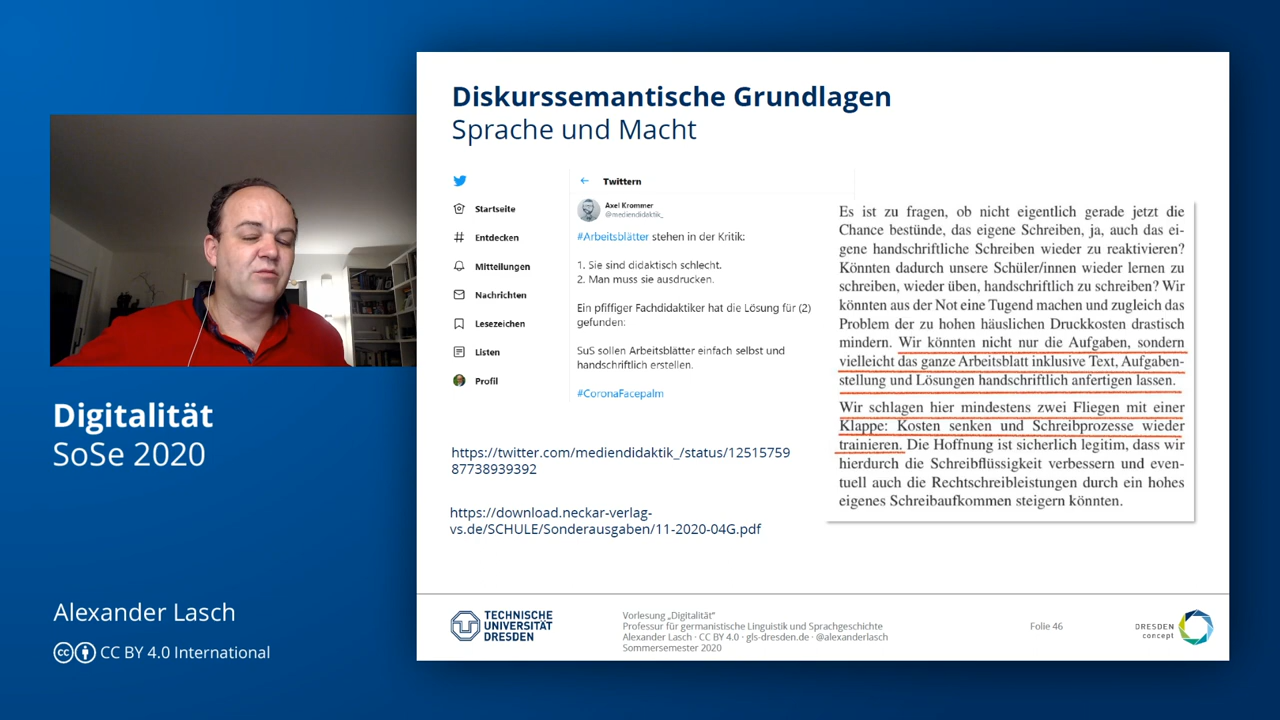 Diskurssemantische Grundlagen
Sprache und Macht
Startseite
Entdecken
Mitteilungen
Nachrichten
Lesezeichen
Listen
Profil
Twittern
Axel Krommer
@mediendidaktik_
#Arbeitsblätter stehen in der Kritik:
1. Sie sind didaktisch schlecht.
2. Man muss sie ausdrucken.
Ein pfiffiger Fachdidaktiker hat die Lösung für (2)
gefunden:
SuS sollen Arbeitsblätter einfach selbst und
handschriftlich erstellen.
#CoronaFacepalm
https://twitter.com/mediendidaktik_/status/12515759
87738939392
https://download.neckar-verlag-
vs.de/SCHULE/Sonderausgaben/11-2020-04G.pdf
Es ist zu fragen, ob nicht eigentlich gerade jetzt die
Chance bestünde, das eigene Schreiben, ja, auch das ei-
gene handschriftliche Schreiben wieder zu reaktivieren?
Könnten dadurch unsere Schüler/innen wieder lernen zu
schreiben, wieder üben, handschriftlich zu schreiben? Wir
könnten aus der Not eine Tugend machen und zugleich das
Problem der zu hohen häuslichen Druckkosten drastisch
mindern. Wir könnten nicht nur die Aufgaben, sondern
vielleicht das ganze Arbeitsblatt inklusive Text, Aufgaben-
stellung und Lösungen handschriftlich anfertigen lassen.
Wir schlagen hier mindestens zwei Fliegen mit einer
Klappe: Kosten senken und Schreibprozesse wieder
trainieren. Die Hoffnung ist sicherlich legitim, dass wir
hierdurch die Schreibflüssigkeit verbessern und even-
tuell auch die Rechtschreibleistungen durch ein hohes
eigenes Schreibaufkommen steigern könnten.
Digitalität
SoSe 2020
Alexander Lasch
CC BY 4.0 International
TECHNISCHE
UNIVERSITÄT
DRESDEN
Vorlesung „Digitalität“
Professur für germanistische Linguistik und Sprachgeschichte
Alexander Lasch · CC BY 4.0 · gls-dresden.de · @alexanderlasch
Sommersemester 2020
Folie 46
DRESDEN
concept